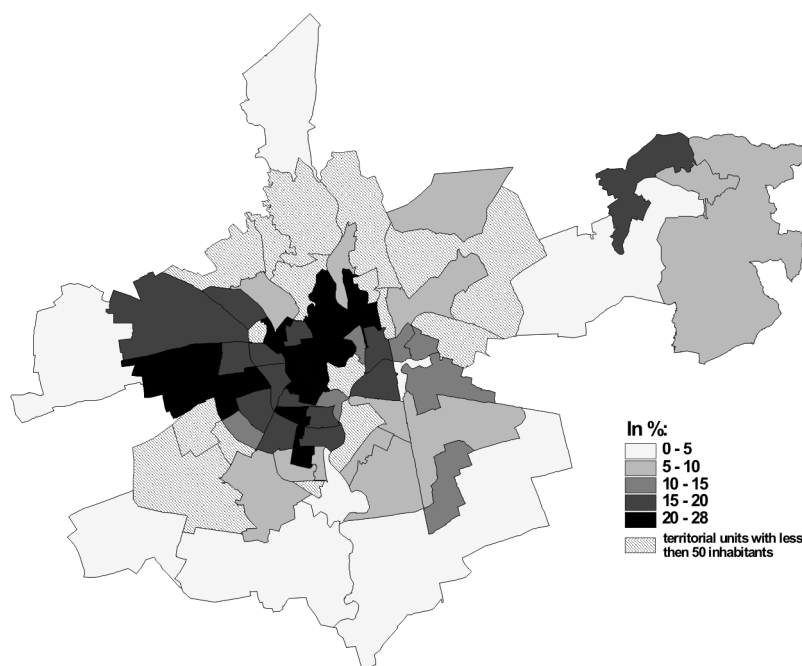 In %:
0 - 5
5 - 10
10 - 15
15 - 20
20 - 28
territorial units with less
then 50 inhabitants